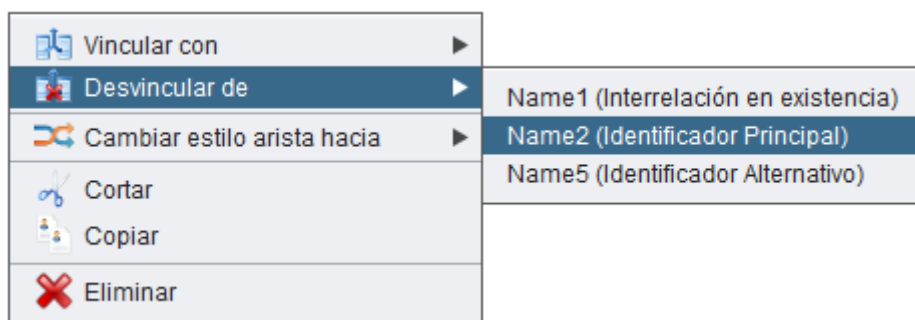 Vincular con
Desvincular de
Name1 (Interrelación en existencia)
Name2 (Identificador Principal)
Name5 (Identificador Alternativo)
Cambiar estilo arista hacia
Cortar
Copiar
Eliminar